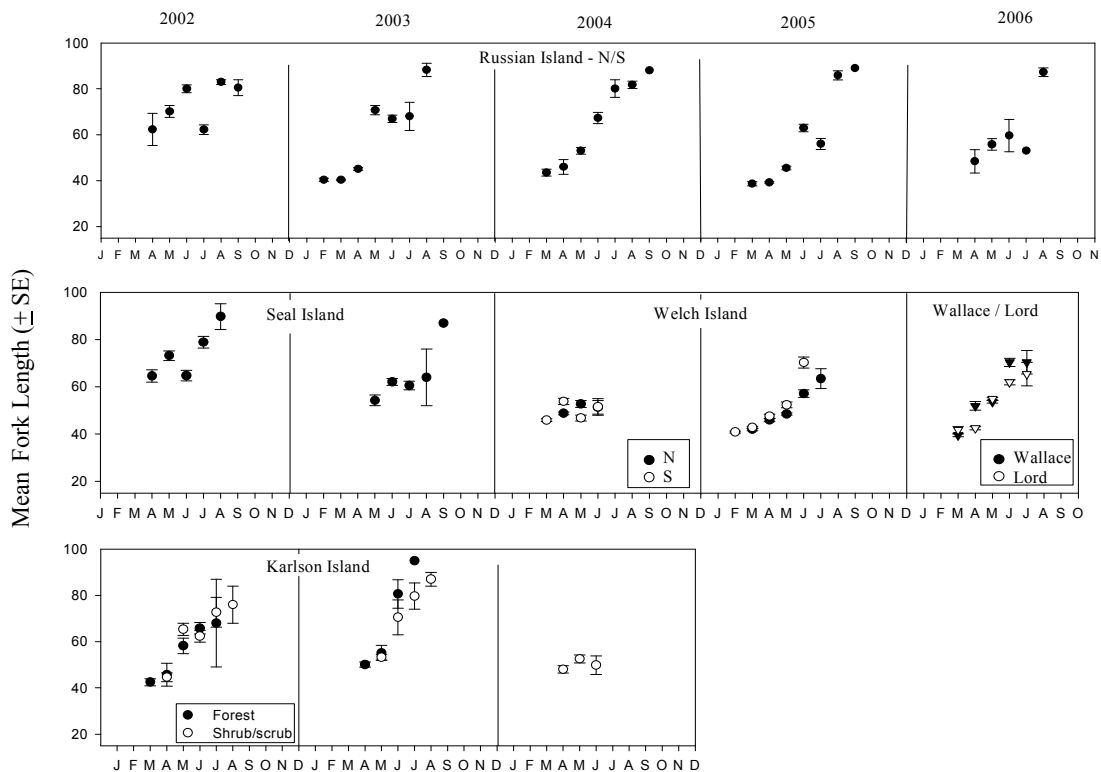 2002 2003 2004 2005 2006
Russian Island - N/S
100
80
60
40
20
J F M A M J J A S O N D J F M A M J J A S O N D J F M A M J J A S O N D J F M A M J J A S O N D J F M A M J J A S O N
Mean Fork Length (± SE)
Seal Island Welch Island Wallace / Lord
100
80
60
40
20
N
S
Wallace
Lord
J F M A M J J A S O N D J F M A M J J A S O N D J F M A M J J A S O N D J F M A M J J A S O N D J F M A M J J A S O
Karlson Island
100
80
60
40
20
Forest
Shrub/scrub
J F M A M J J A S O N D J F M A M J J A S O N D J F M A M J J A S O N D